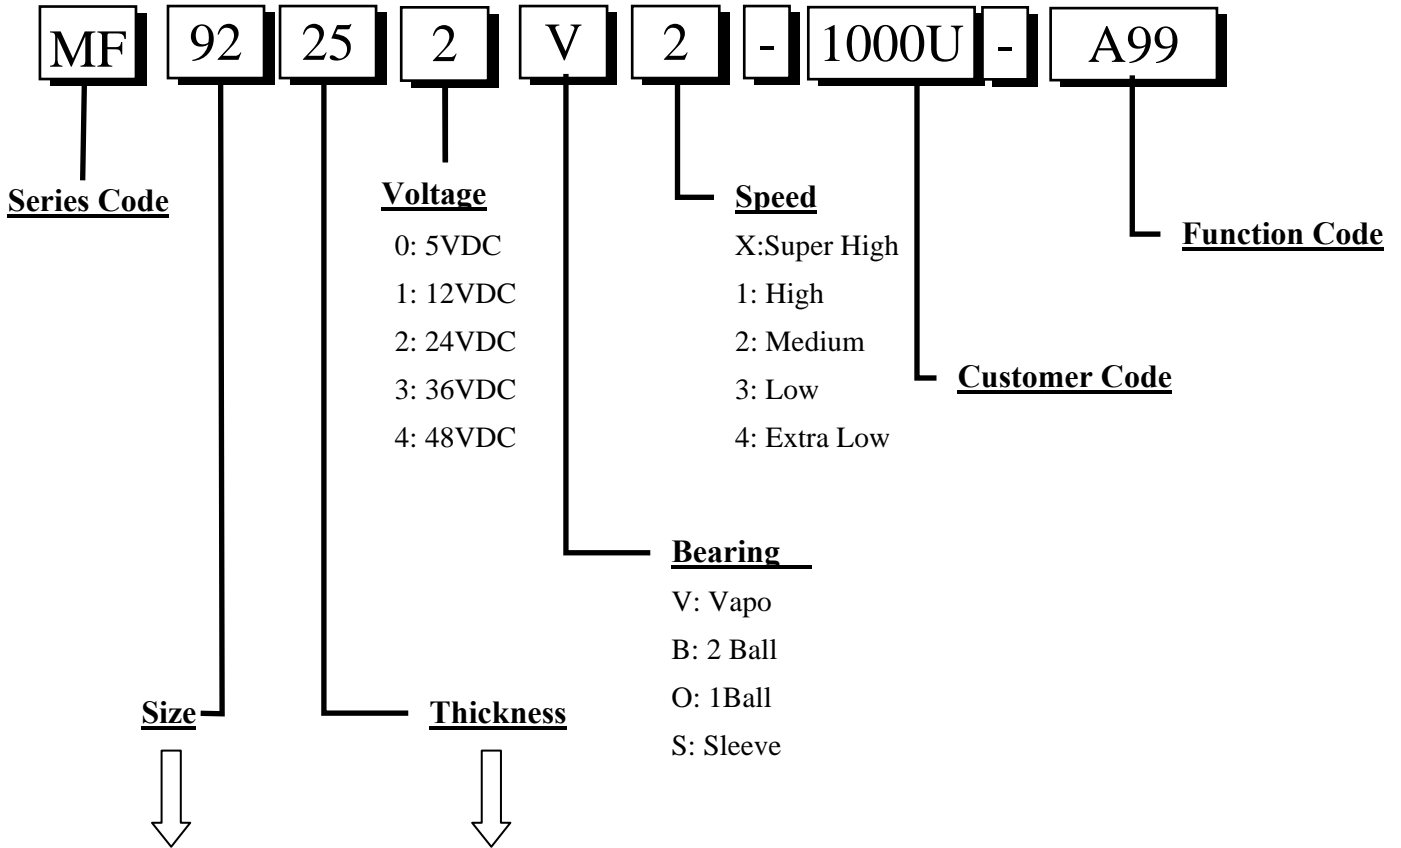 MF 92 25 2 V 2 - 1000U - A99
Series Code
Voltage
0: 5VDC
1: 12VDC
2: 24VDC
3: 36VDC
4: 48VDC
Speed
X:Super High
1: High
2: Medium
3: Low
4: Extra Low
Function Code
Customer Code
Bearing
V: Vapo
B: 2 Ball
O: 1Ball
S: Sleeve
Size
Thickness